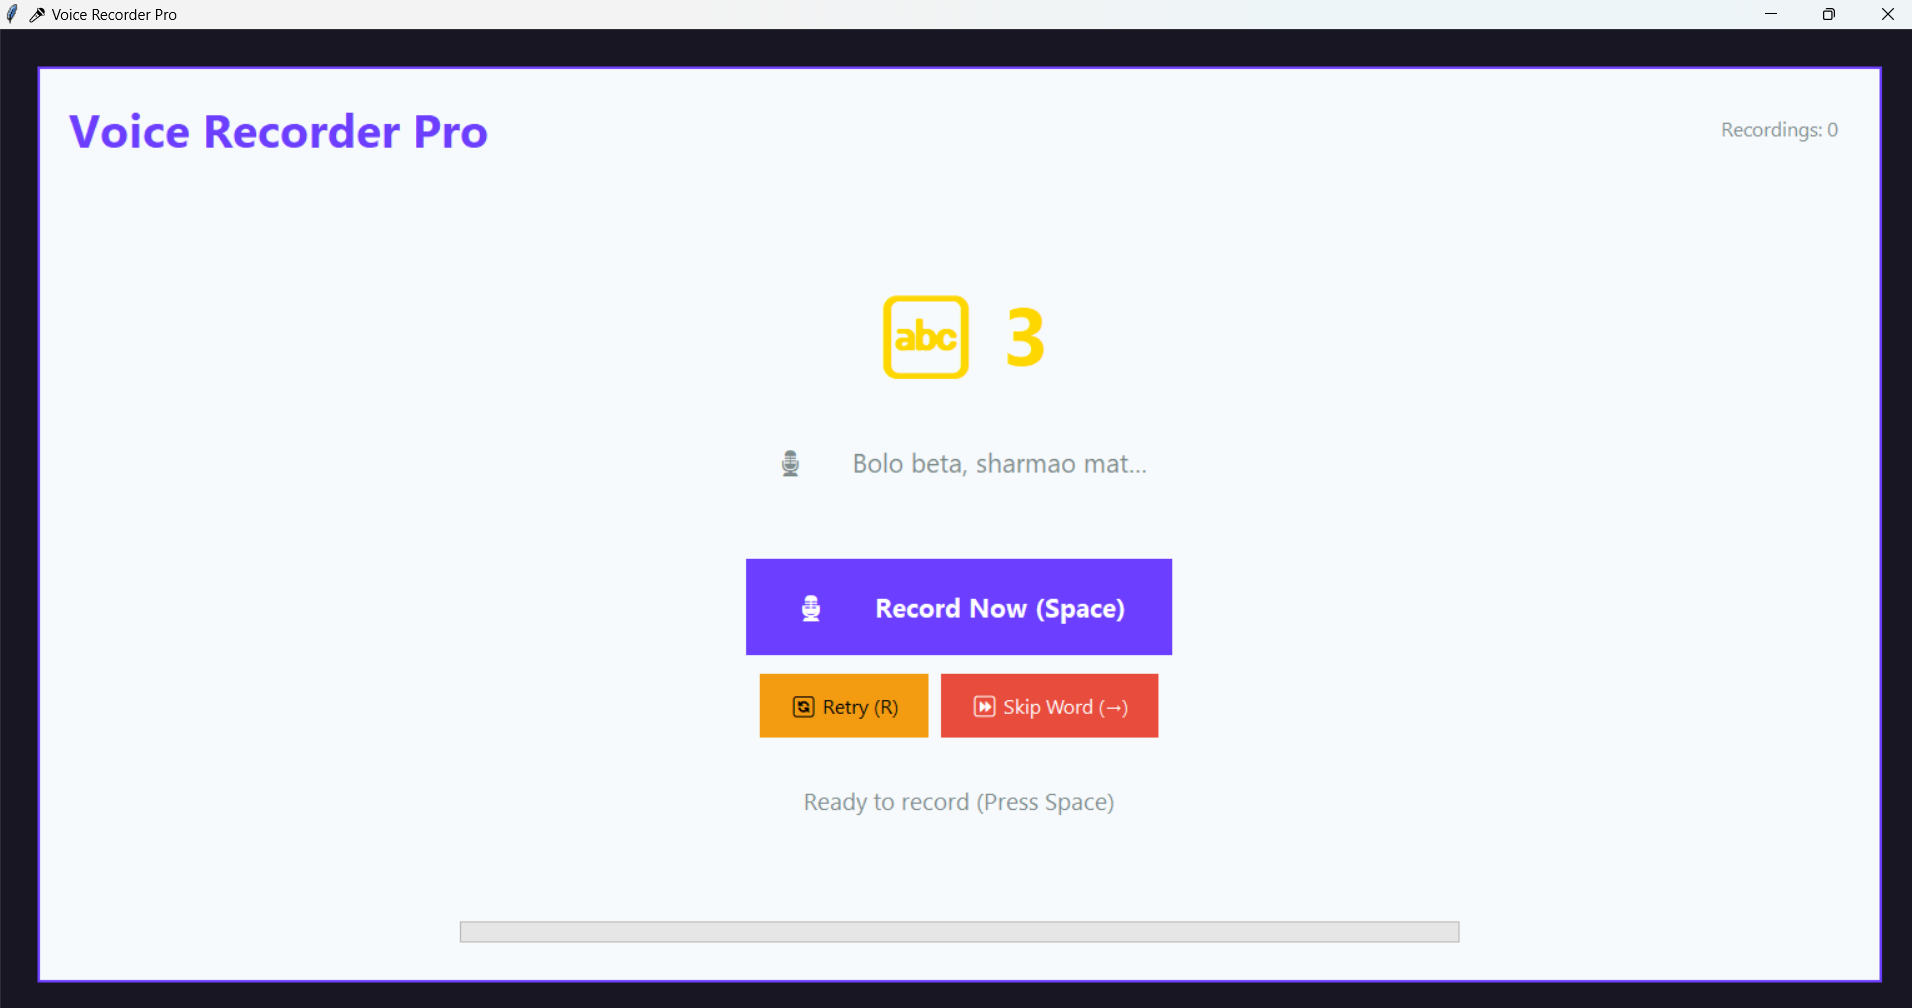 Voice Recorder Pro
Voice Recorder Pro
Recordings: 0
abc 3
Bolo beta, sharmao mat...
Record Now (Space)
Retry (R)
Skip Word (→)
Ready to record (Press Space)